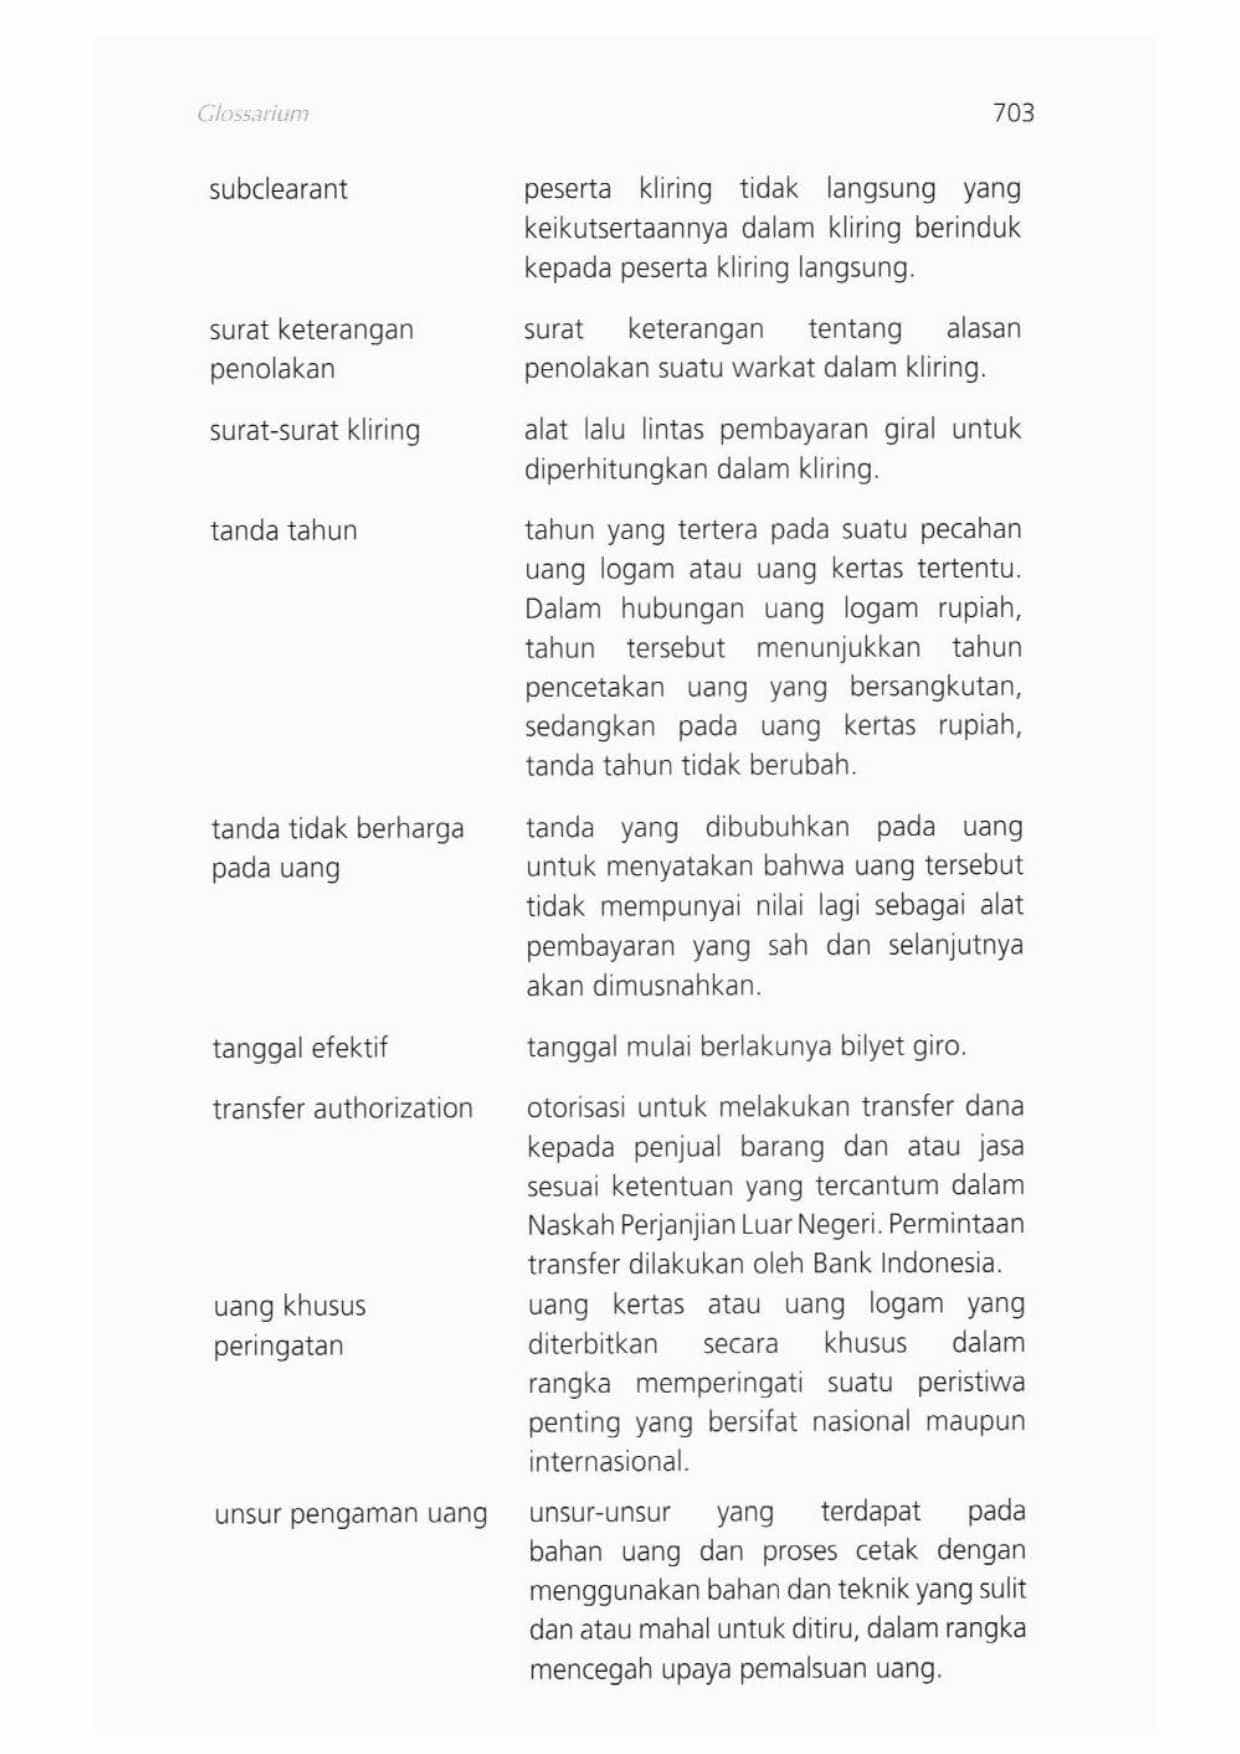 Glossarium 703
subclearant peserta kliring tidak langsung yang
keikutsertaannya dalam kliring berinduk
kepada peserta kliring langsung.
surat keterangan surat keterangan tentang alasan
penolakan penolakan suatu warkat dalam kliring.
surat-surat kliring alat lalu lintas pembayaran giral untuk
diperhitungkan dalam kliring.
tanda tahun tahun yang tertera pada suatu pecahan
uang logam atau uang kertas tertentu.
Dalam hubungan uang logam rupiah,
tahun tersebut menunjukkan tahun
pencetakan uang yang bersangkutan,
sedangkan pada uang kertas rupiah,
tanda tahun tidak berubah.
tanda tidak berharga tanda yang dibubuhkan pada uang
pada uang untuk menyatakan bahwa uang tersebut
tidak mempunyai nilai lagi sebagai alat
pembayaran yang sah dan selanjutnya
akan dimusnahkan.
tanggal efektif tanggal mulai berlakunya bilyet giro.
transfer authorization otorisasi untuk melakukan transfer dana
kepada penjual barang dan atau jasa
sesuai ketentuan yang tercantum dalam
Naskah Perjanjian Luar Negeri. Permintaan
transfer dilakukan oleh Bank Indonesia.
uang khusus uang kertas atau uang logam yang
peringatan diterbitkan secara khusus dalam
rangka memperingati suatu peristiwa
penting yang bersifat nasional maupun
internasional.
unsur pengaman uang unsur-unsur yang terdapat pada
bahan uang dan proses cetak dengan
menggunakan bahan dan teknik yang sulit
dan atau mahal untuk ditiru, dalam rangka
mencegah upaya pemalsuan uang.